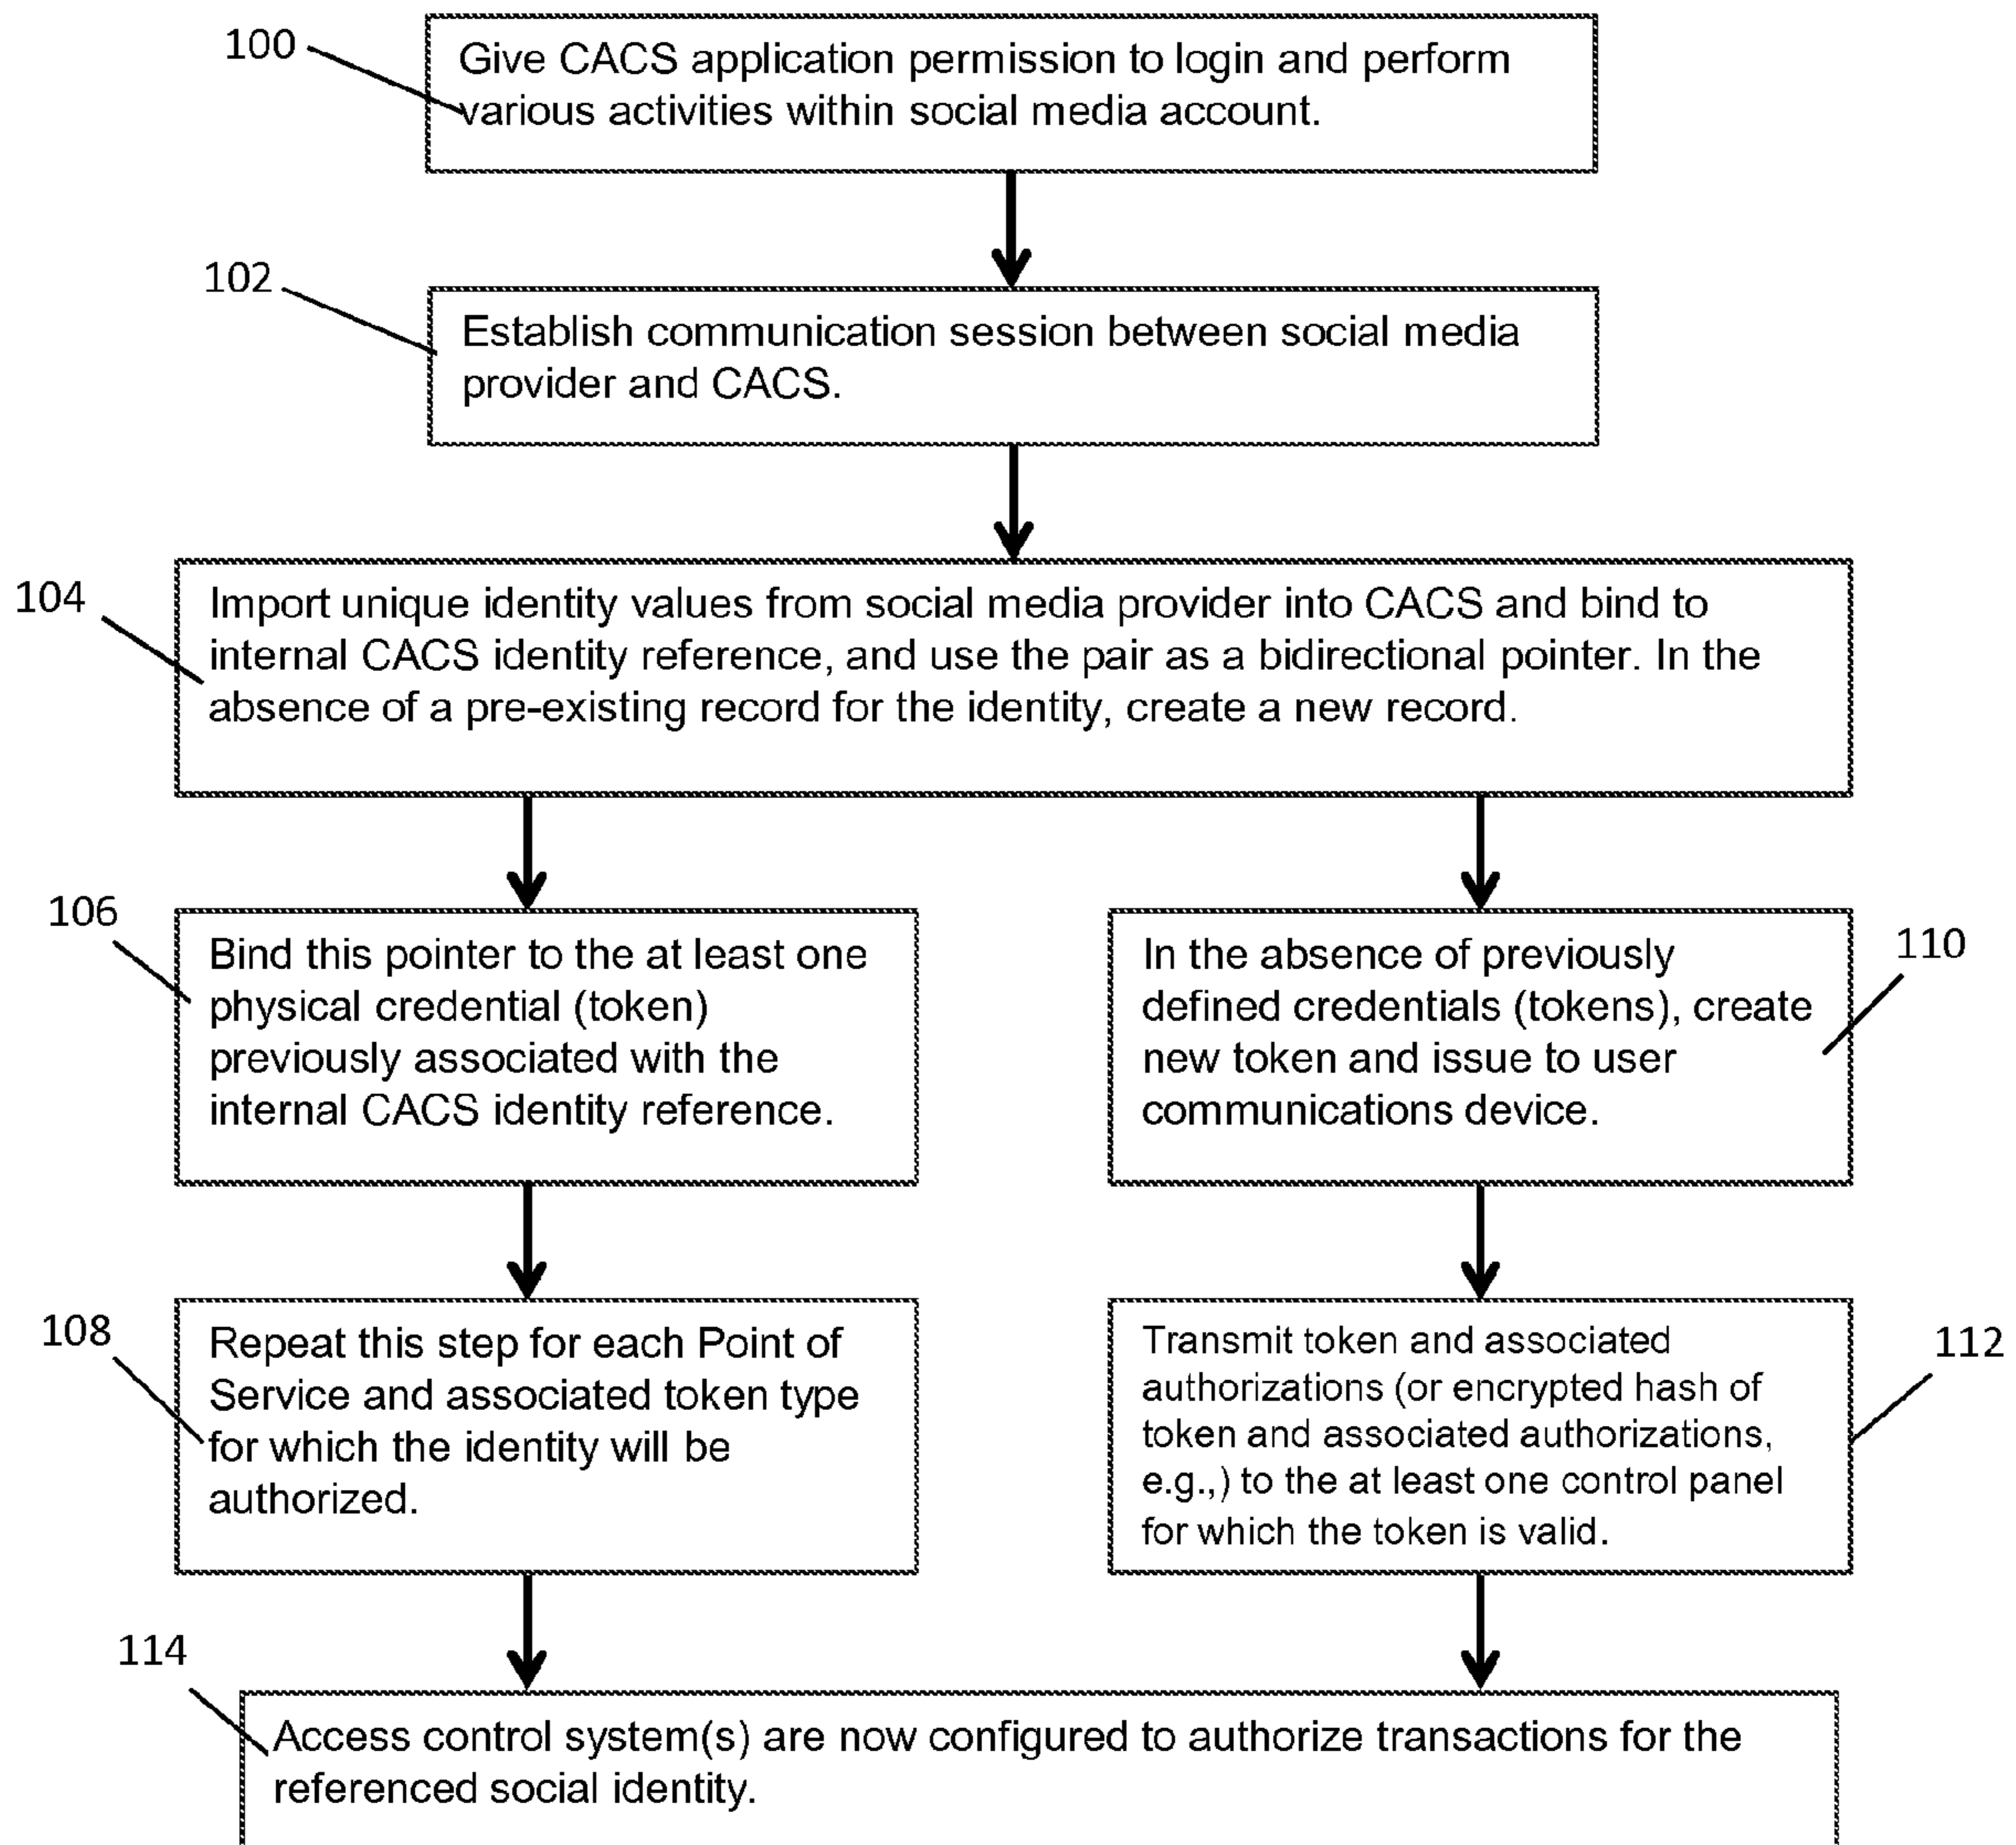 100
Give CACS application permission to login and perform
various activities within social media account.
102
Establish communication session between social media
provider and CACS.
104
Import unique identity values from social media provider into CACS and bind to
internal CACS identity reference, and use the pair as a bidirectional pointer. In the
absence of a pre-existing record for the identity, create a new record.
106
Bind this pointer to the at least one
physical credential (token)
previously associated with the
internal CACS identity reference.
110
In the absence of previously
defined credentials (tokens), create
new token and issue to user
communications device.
108
Repeat this step for each Point of
Service and associated token type
for which the identity will be
authorized.
112
Transmit token and associated
authorizations (or encrypted hash of
token and associated authorizations,
e.g.,) to the at least one control panel
for which the token is valid.
114
Access control system(s) are now configured to authorize transactions for the
referenced social identity.